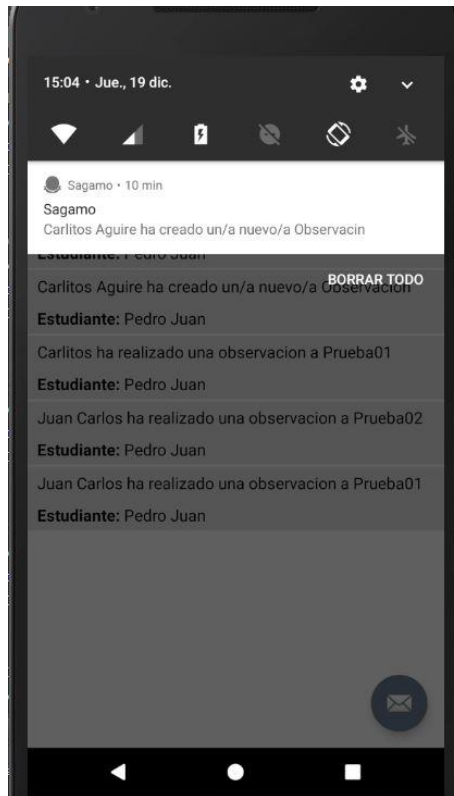 15:04 • Jue., 19 dic.
Sagamo • 10 min
Sagamo
Carlitos Aguire ha creado un/a nuevo/a Observacin
Estudiante: Pedro Juan
BORRAR TODO
Carlitos Aguire ha creado un/a nuevo/a Observacion
Estudiante: Pedro Juan
Carlitos ha realizado una observacion a Prueba01
Estudiante: Pedro Juan
Juan Carlos ha realizado una observacion a Prueba02
Estudiante: Pedro Juan
Juan Carlos ha realizado una observacion a Prueba01
Estudiante: Pedro Juan